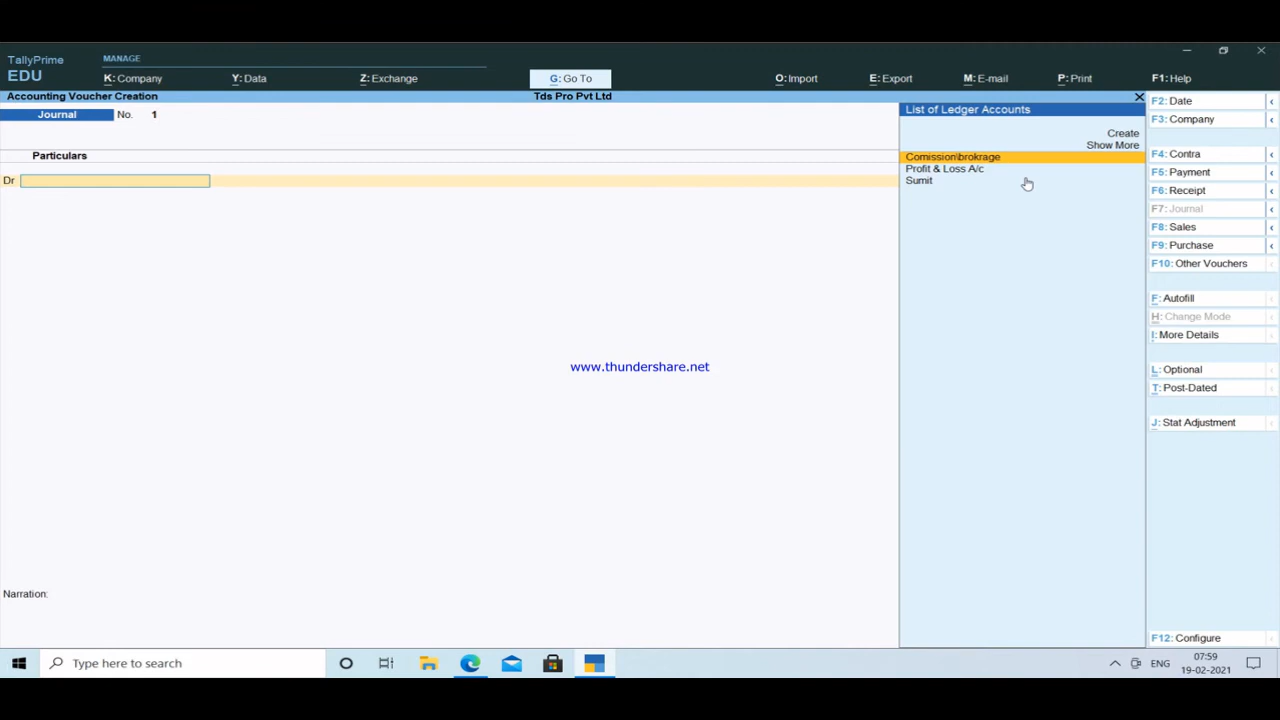 TallyPrime
EDU
MANAGE
K: Company
Y: Data
Z: Exchange
G: Go To
O: Import
E: Export
M: E-mail
P: Print
F1: Help
Accounting Voucher Creation
Tds Pro Pvt Ltd
Journal No. 1
Particulars
Dr
List of Ledger Accounts
Create
Show More
Comission\brokrage
Profit & Loss A/c
Sumit
F2: Date
F3: Company
F4: Contra
F5: Payment
F6: Receipt
F7: Journal
F8: Sales
F9: Purchase
F10: Other Vouchers
F: Autofill
H: Change Mode
I: More Details
L: Optional
T: Post-Dated
J: Stat Adjustment
www.thundershare.net
Narration:
F12: Configure
Type here to search
ENG
07:59
19-02-2021